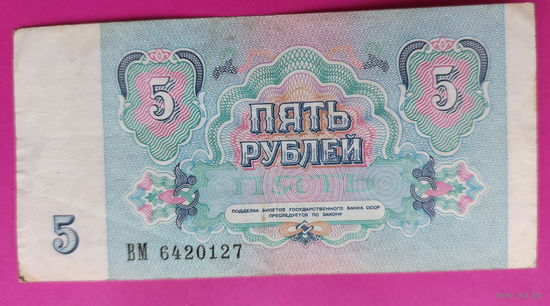 5
5
ПЯТЬ
РУБЛЕЙ
ПОДДЕЛКА БИЛЕТОВ ГОСУДАРСТВЕННОГО БАНКА СССР
ПРЕСЛЕДУЕТСЯ ПО ЗАКОНУ
5
ВМ 6420127